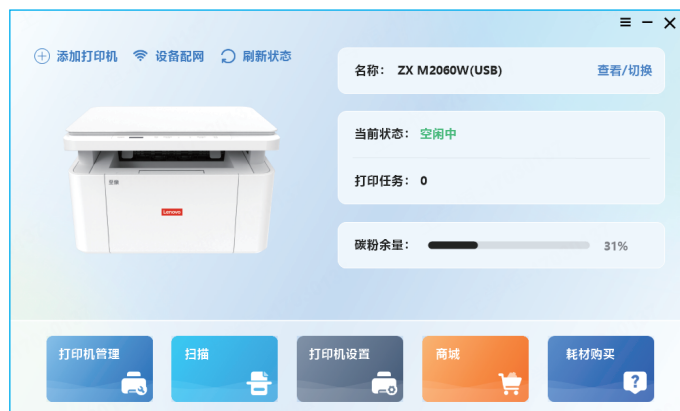 添加打印机 设备配网 刷新状态
名称： ZX M2060W(USB) 查看/切换
当前状态： 空闲中
打印任务： 0
至像
Lenovo
碳粉余量： 31%
打印机管理 扫描 打印机设置 商城 耗材购买